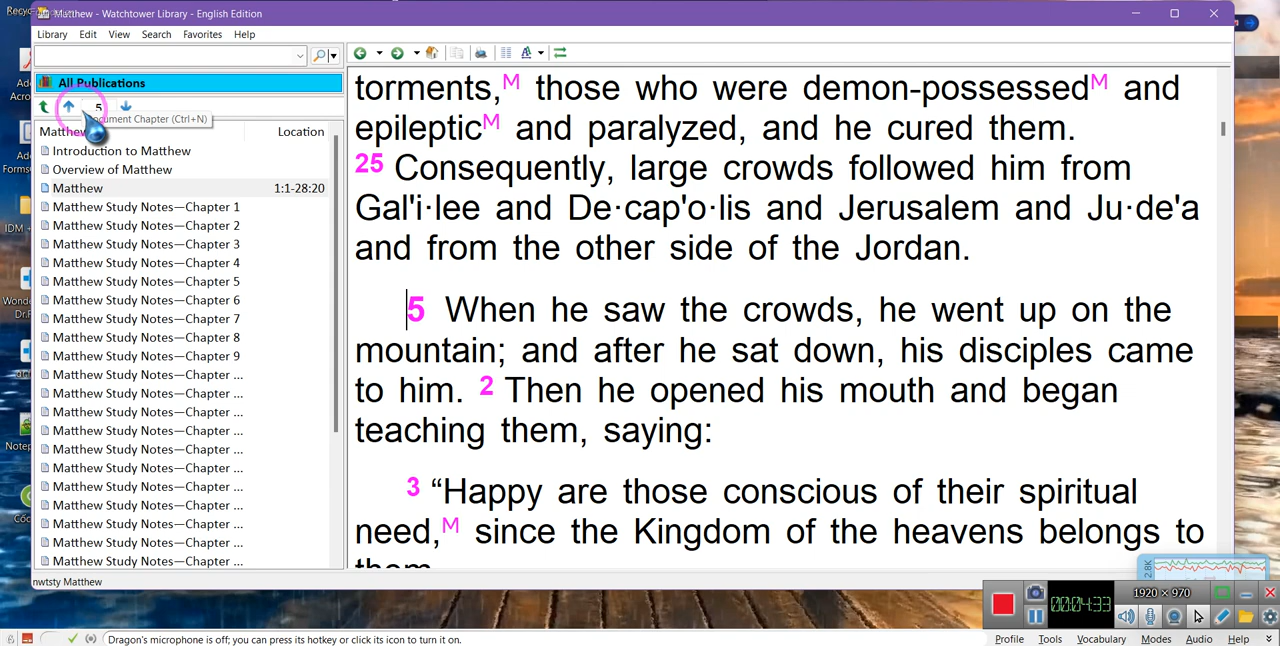 Matthew - Watchtower Library - English Edition
Library Edit View Search Favorites Help
All Publications
5
ocument Chapter (Ctrl+N)
Matthew Location
Introduction to Matthew
Overview of Matthew
Matthew 1:1-28:20
Matthew Study Notes—Chapter 1
Matthew Study Notes—Chapter 2
Matthew Study Notes—Chapter 3
Matthew Study Notes—Chapter 4
Matthew Study Notes—Chapter 5
Matthew Study Notes—Chapter 6
Matthew Study Notes—Chapter 7
Matthew Study Notes—Chapter 8
Matthew Study Notes—Chapter 9
Matthew Study Notes—Chapter ...
Matthew Study Notes—Chapter ...
Matthew Study Notes—Chapter ...
Matthew Study Notes—Chapter ...
Matthew Study Notes—Chapter ...
Matthew Study Notes—Chapter ...
Matthew Study Notes—Chapter ...
Matthew Study Notes—Chapter ...
Matthew Study Notes—Chapter ...
Matthew Study Notes—Chapter ...
nwtsty Matthew
torments,M those who were demon-possessedM and
epilepticM and paralyzed, and he cured them.
25 Consequently, large crowds followed him from
Gal'i·lee and De·cap'o·lis and Jerusalem and Ju·de'a
and from the other side of the Jordan.
5 When he saw the crowds, he went up on the
mountain; and after he sat down, his disciples came
to him. 2 Then he opened his mouth and began
teaching them, saying:
3 “Happy are those conscious of their spiritual
need,M since the Kingdom of the heavens belongs to
them
2.8K
1920 × 970
00:04:33
Dragon's microphone is off; you can press its hotkey or click its icon to turn it on.
Profile Tools Vocabulary Modes Audio Help